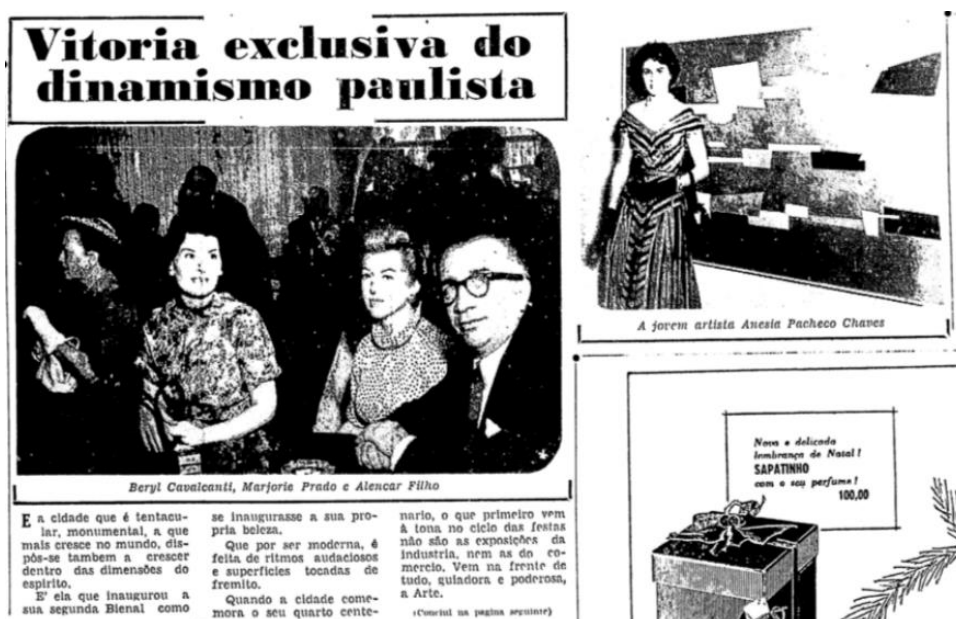 Vitoria exclusiva do
dinamismo paulista
Beryl Cavalcanti, Marjorie Prado e Alencar Filho
E a cidade que é tentacu-
lar, monumental, a que
mais cresce no mundo, dis-
pôs-se tambem a crescer
dentro das dimensões do
espirito.
E' ela que inaugurou a
sua segunda Bienal como
se inaugurasse a sua pro-
pria beleza.
Que por ser moderna, é
feita de ritmos audaciosos
e superficies tocadas de
fremito.
Quando a cidade come-
mora o seu quarto cente-
nario, o que primeiro vem
à tona no ciclo das festas
não são as exposições da
industria, nem as do co-
mercio. Vem na frente de
tudo, guiadora e poderosa,
a Arte.
(Conclui na pagina seguinte)
A jovem artista Anesia Pacheco Chaves
Nova e delicada
lembrança de Natal!
SAPATINHO
com o seu perfume!
100,00